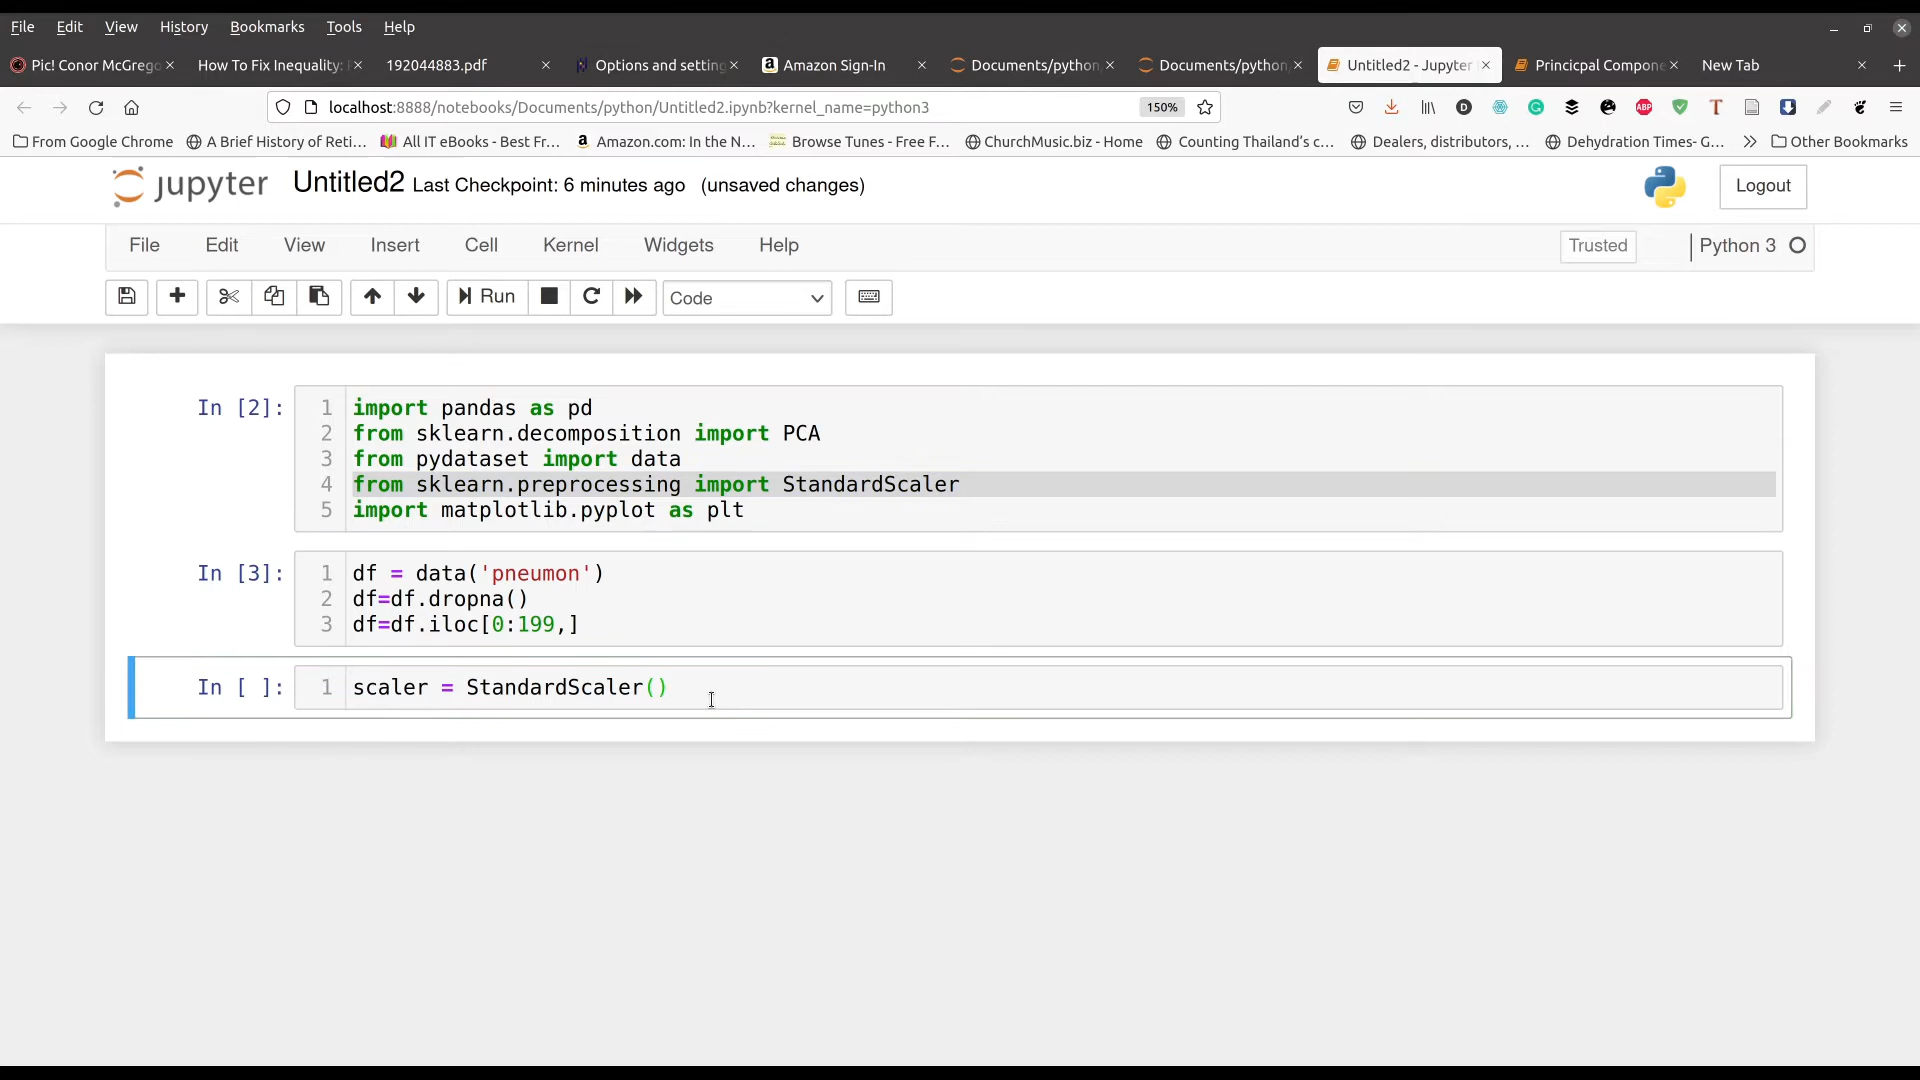 File Edit View History Bookmarks Tools Help
Pic! Conor McGrego How To Fix Inequality: 192044883.pdf Options and setting Amazon Sign-In Documents/python, Documents/python, Untitled2 - Jupyter Princicpal Compone New Tab
localhost:8888/notebooks/Documents/python/Untitled2.ipynb?kernel_name=python3 150%
From Google Chrome A Brief History of Reti... All IT eBooks - Best Fr... Amazon.com: In the N... Browse Tunes - Free F... ChurchMusic.biz - Home Counting Thailand's c... Dealers, distributors, ... Dehydration Times- G... Other Bookmarks
jupyter Untitled2 Last Checkpoint: 6 minutes ago (unsaved changes) Logout
File Edit View Insert Cell Kernel Widgets Help Trusted Python 3
Run Code
In [2]: 1 import pandas as pd
2 from sklearn.decomposition import PCA
3 from pydataset import data
4 from sklearn.preprocessing import StandardScaler
5 import matplotlib.pyplot as plt
In [3]: 1 df = data('pneumon')
2 df=df.dropna()
3 df=df.iloc[0:199,]
In [ ]: 1 scaler = StandardScaler()